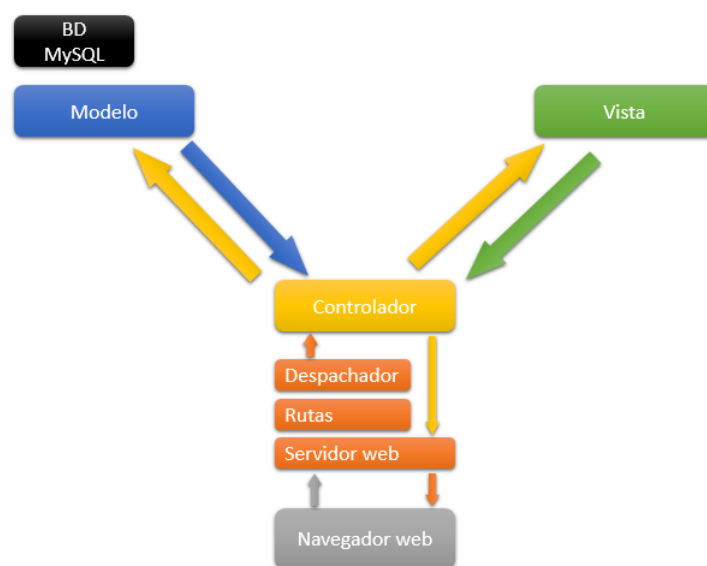 BD
MySQL
Modelo
Vista
Controlador
Despachador
Rutas
Servidor web
Navegador web